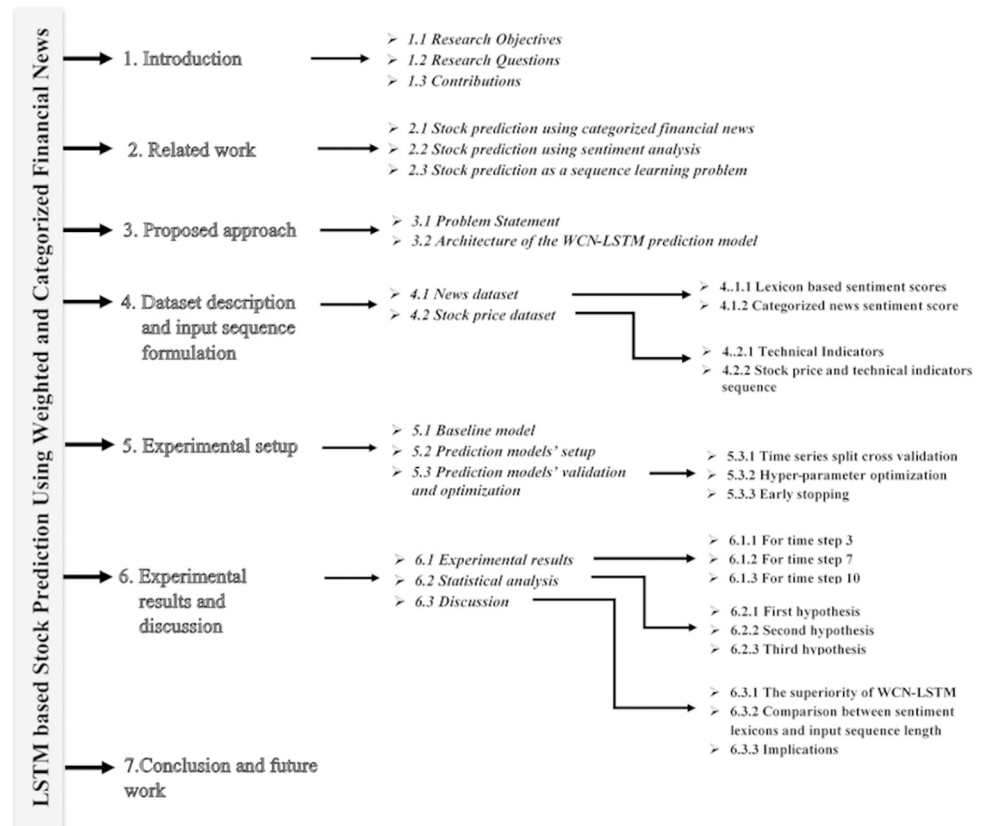 LSTM based Stock Prediction Using Weighted and Categorized Financial News
1. Introduction
➢ 1.1 Research Objectives
➢ 1.2 Research Questions
➢ 1.3 Contributions
2. Related work
➢ 2.1 Stock prediction using categorized financial news
➢ 2.2 Stock prediction using sentiment analysis
➢ 2.3 Stock prediction as a sequence learning problem
3. Proposed approach
➢ 3.1 Problem Statement
➢ 3.2 Architecture of the WCN-LSTM prediction model
4. Dataset description
and input sequence
formulation
➢ 4.1 News dataset
➢ 4.2 Stock price dataset
➢ 4..1.1 Lexicon based sentiment scores
➢ 4.1.2 Categorized news sentiment score
➢ 4..2.1 Technical Indicators
➢ 4.2.2 Stock price and technical indicators
sequence
5. Experimental setup
➢ 5.1 Baseline model
➢ 5.2 Prediction models' setup
➢ 5.3 Prediction models' validation
and optimization
➢ 5.3.1 Time series split cross validation
➢ 5.3.2 Hyper-parameter optimization
➢ 5.3.3 Early stopping
6. Experimental
results and
discussion
➢ 6.1 Experimental results
➢ 6.2 Statistical analysis
➢ 6.3 Discussion
➢ 6.1.1 For time step 3
➢ 6.1.2 For time step 7
➢ 6.1.3 For time step 10
➢ 6.2.1 First hypothesis
➢ 6.2.2 Second hypothesis
➢ 6.2.3 Third hypothesis
➢ 6.3.1 The superiority of WCN-LSTM
➢ 6.3.2 Comparison between sentiment
lexicons and input sequence length
➢ 6.3.3 Implications
7.Conclusion and future
work